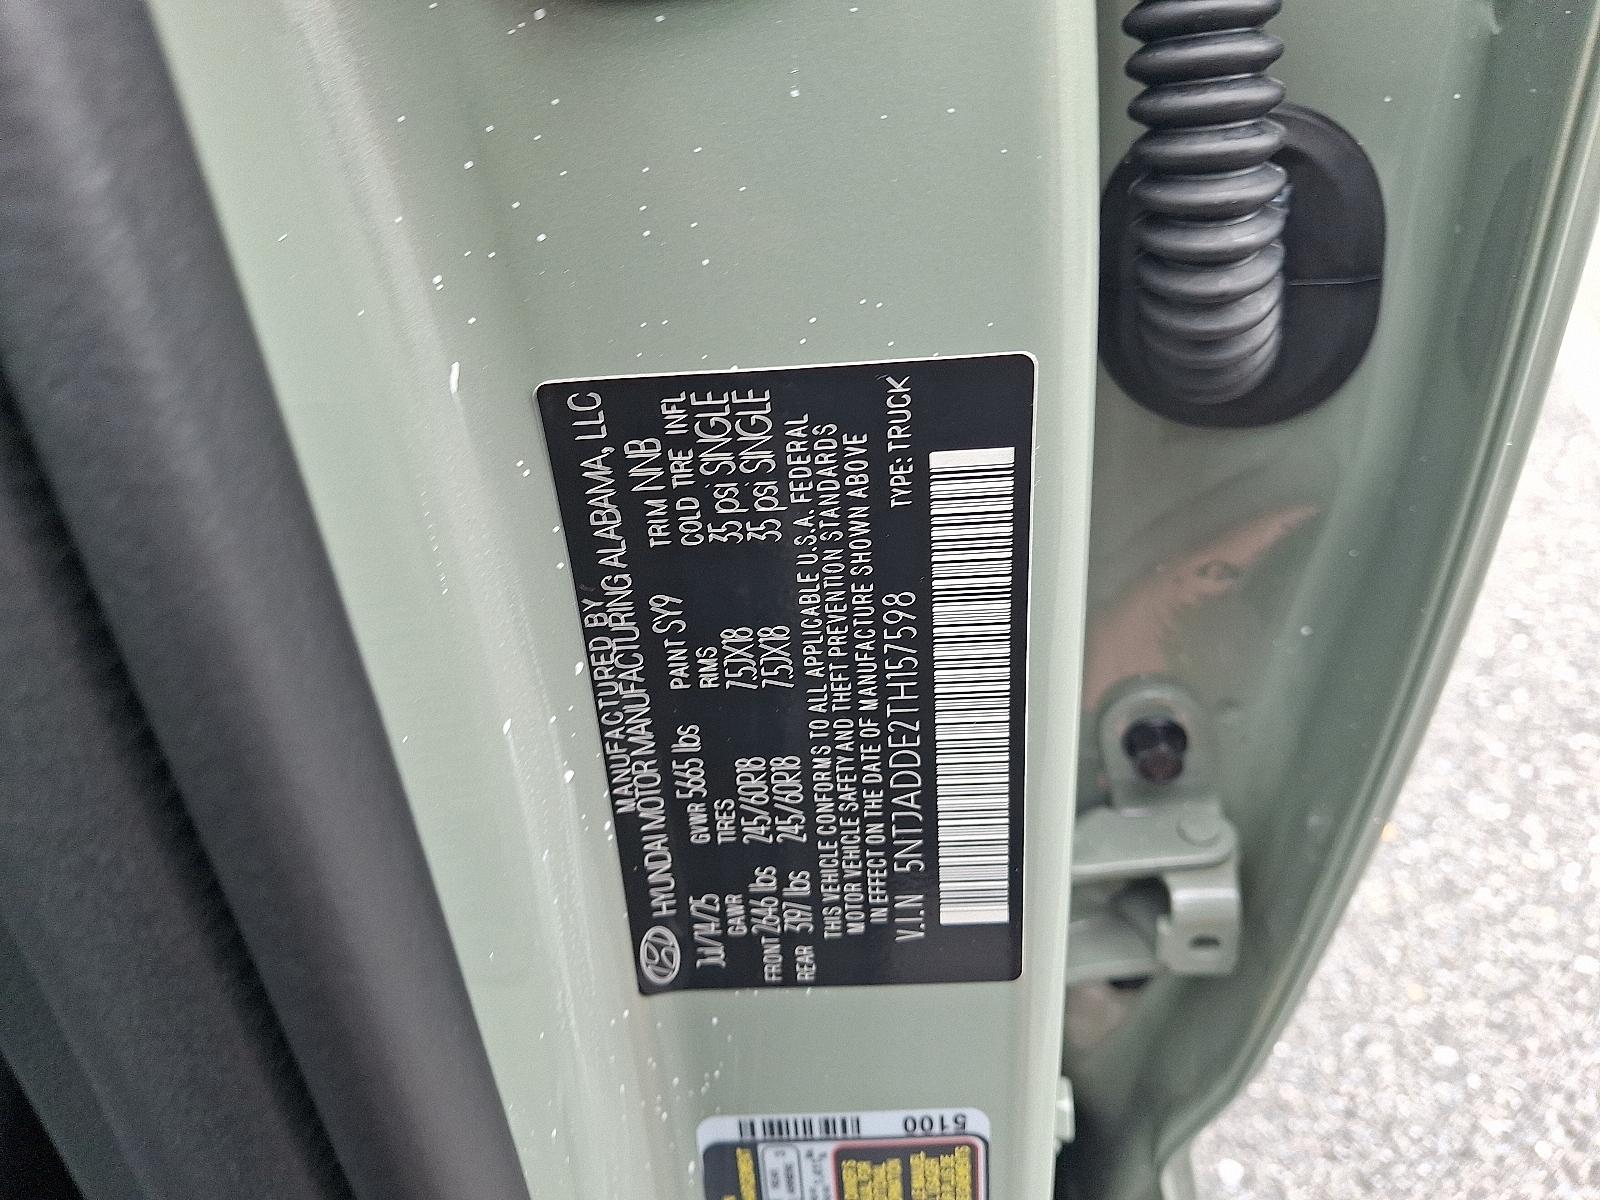 MANUFACTURED BY
HYUNDAI MOTOR MANUFACTURING ALABAMA, LLC
Jul/14/25 GVWR 5665 lbs PAINT SY9 TRIM NNB
GAWR TIRES RIMS COLD TIRE INFL
FRONT 2646 lbs 245/60R18 7.5JX18 35 psi SINGLE
REAR 3197 lbs 245/60R18 7.5JX18 35 psi SINGLE
THIS VEHICLE CONFORMS TO ALL APPLICABLE U.S.A. FEDERAL
MOTOR VEHICLE SAFETY AND THEFT PREVENTION STANDARDS
IN EFFECT ON THE DATE OF MANUFACTURE SHOWN ABOVE
V.I.N 5NTJADDE2TH157598 TYPE: TRUCK
5100